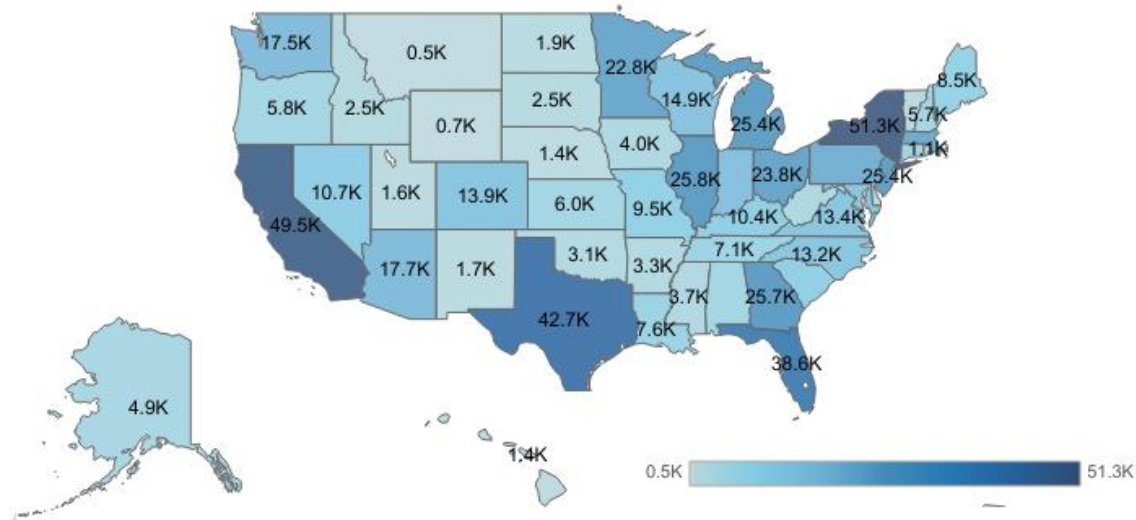 17.5K
0.5K
1.9K
22.8K
8.5K
5.8K
2.5K
2.5K
14.9K
25.4K
5.7K
0.7K
51.3K
1.4K
4.0K
1.1K
10.7K
1.6K
13.9K
6.0K
9.5K
25.8K
23.8K
25.4K
49.5K
10.4K
13.4K
17.7K
1.7K
3.1K
3.3K
7.1K
13.2K
42.7K
7.6K
3.7K
25.7K
38.6K
4.9K
1.4K
0.5K
51.3K